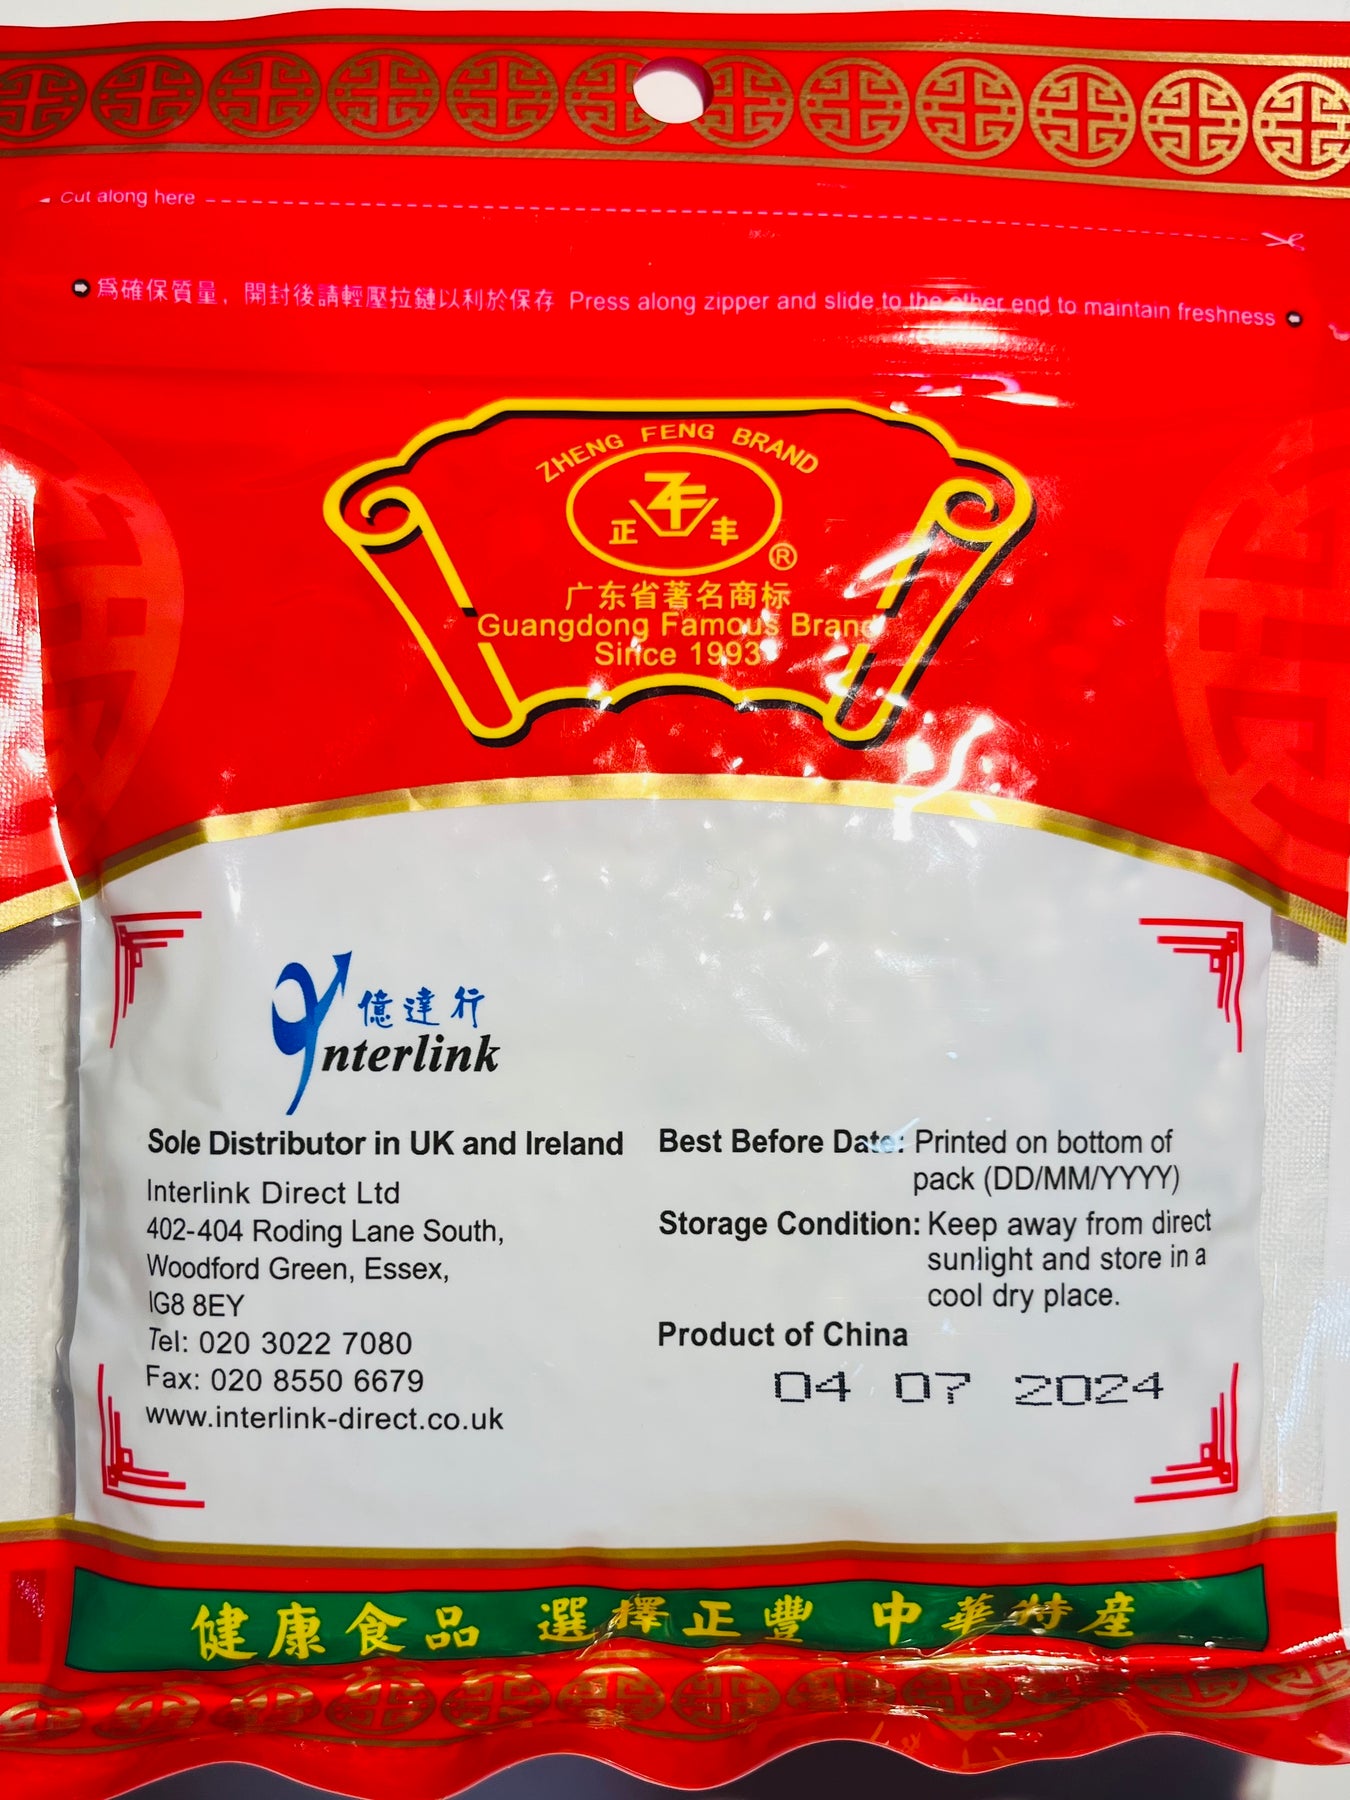 Cut along here
爲確保質量，開封後請輕壓拉鏈以利於保存 Press along zipper and slide to the other end to maintain freshness
ZHENG FENG BRAND
正 丰
®
广东省著名商标
Guangdong Famous Brand
Since 1993
億達行
Interlink
Sole Distributor in UK and Ireland
Interlink Direct Ltd
402-404 Roding Lane South,
Woodford Green, Essex,
IG8 8EY
Tel: 020 3022 7080
Fax: 020 8550 6679
www.interlink-direct.co.uk
Best Before Date: Printed on bottom of
pack (DD/MM/YYYY)
Storage Condition: Keep away from direct
sunlight and store in a
cool dry place.
Product of China
04 07 2024
健康食品 選擇正豐 中華特産